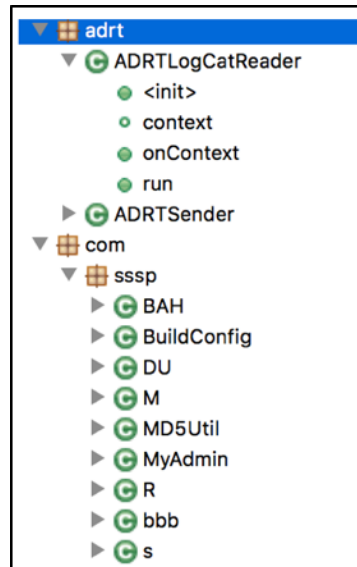 adrt
ADRTLogCatReader
<init>
context
onContext
run
ADRTSender
com
sssp
BAH
BuildConfig
DU
M
MD5Util
MyAdmin
R
bbb
s